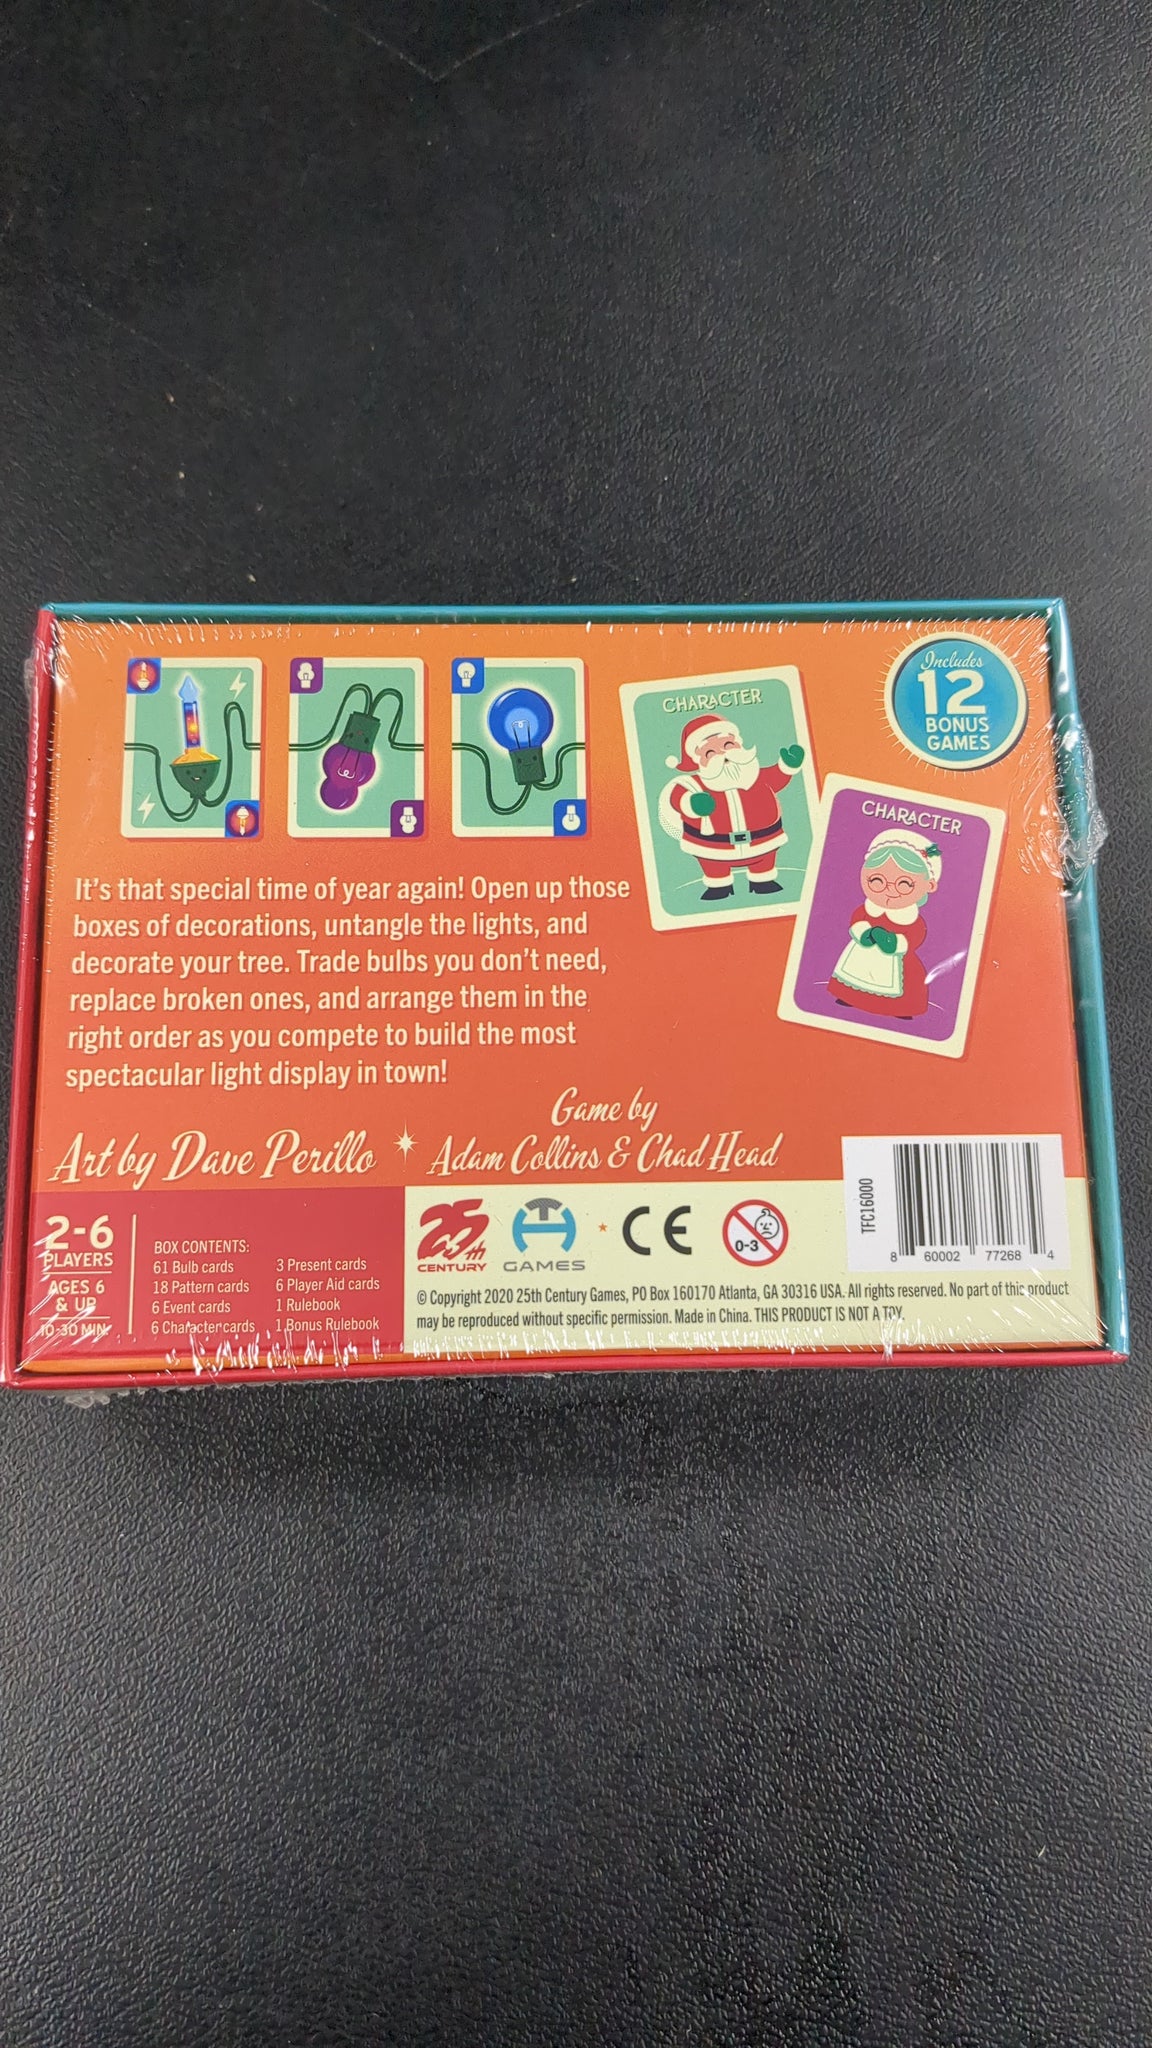 Includes
12
BONUS
GAMES
CHARACTER
CHARACTER
It's that special time of year again! Open up those
boxes of decorations, untangle the lights, and
decorate your tree. Trade bulbs you don't need,
replace broken ones, and arrange them in the
right order as you compete to build the most
spectacular light display in town!
Art by Dave Perillo
Game by
Adam Collins & Chad Head
2-6
PLAYERS
AGES 6
& UP
10-30 MIN.
BOX CONTENTS:
61 Bulb cards
18 Pattern cards
6 Event cards
6 Character cards
3 Present cards
6 Player Aid cards
1 Rulebook
1 Bonus Rulebook
25th
CENTURY
GAMES
CE
0-3
© Copyright 2020 25th Century Games, PO Box 160170 Atlanta, GA 30316 USA. All rights reserved. No part of this product
may be reproduced without specific permission. Made in China. THIS PRODUCT IS NOT A TOY.
TFC16000
8 60002 77268 4